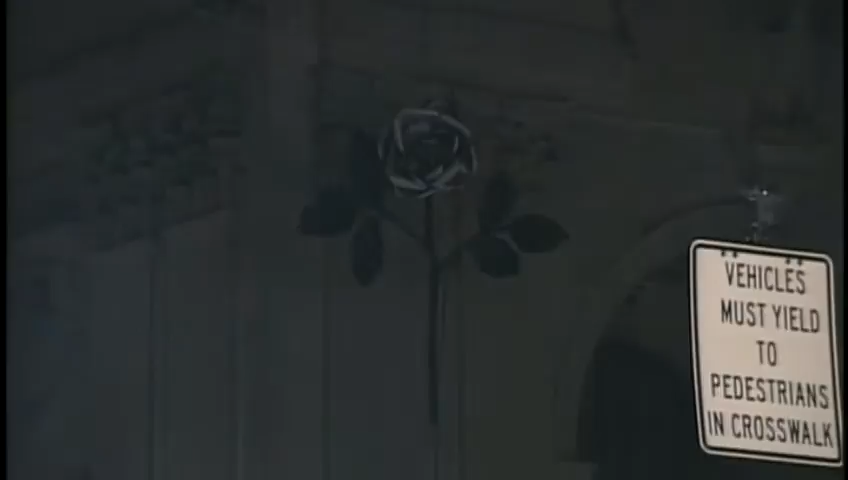 VEHICLES
MUST YIELD
TO
PEDESTRIANS
IN CROSSWALK